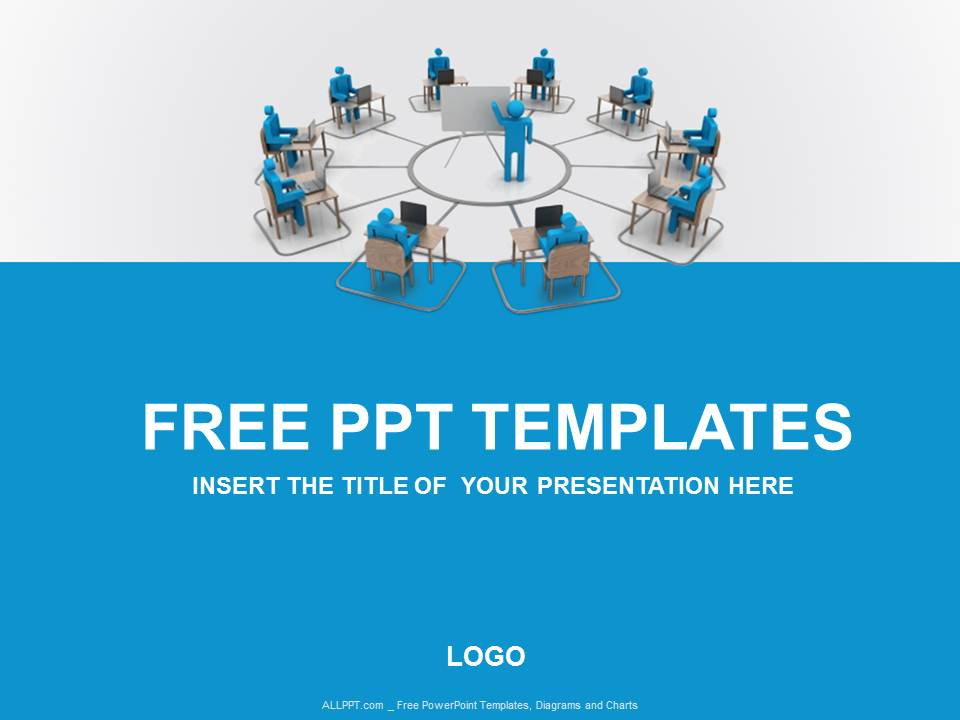 FREE PPT TEMPLATES
INSERT THE TITLE OF  YOUR PRESENTATION HERE
LOGO
ALLPPT.com _ Free PowerPoint Templates, Diagrams and Charts